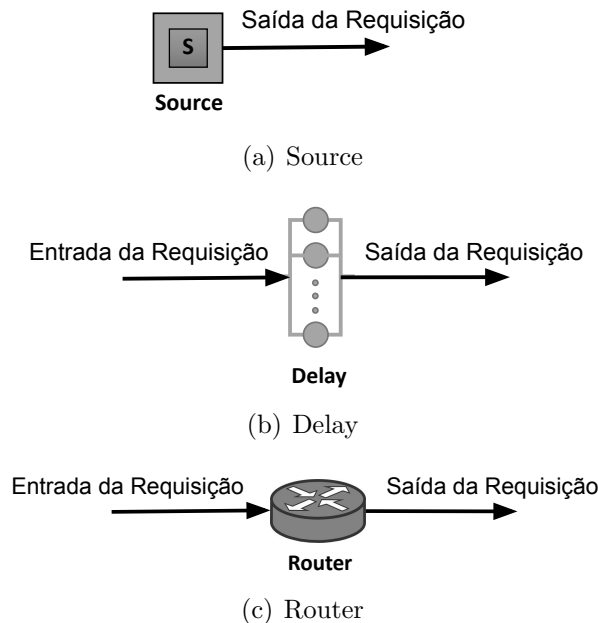 Saída da Requisição
S
Source
(a) Source
Entrada da Requisição Saída da Requisição
Delay
(b) Delay
Entrada da Requisição Saída da Requisição
Router
(c) Router